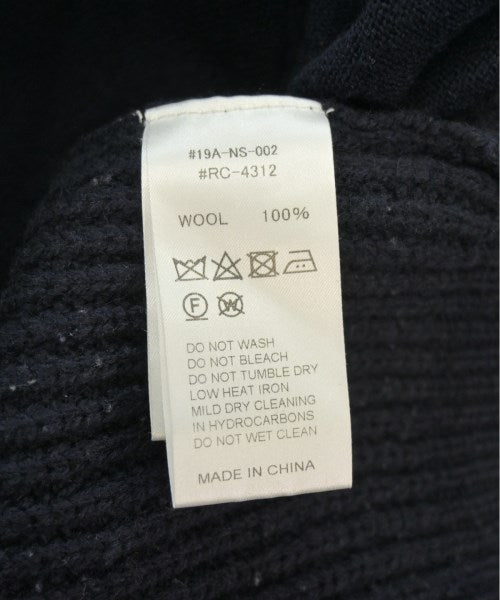 #19A-NS-002
#RC-4312
WOOL 100%
F W
DO NOT WASH
DO NOT BLEACH
DO NOT TUMBLE DRY
LOW HEAT IRON
MILD DRY CLEANING
IN HYDROCARBONS
DO NOT WET CLEAN
MADE IN CHINA